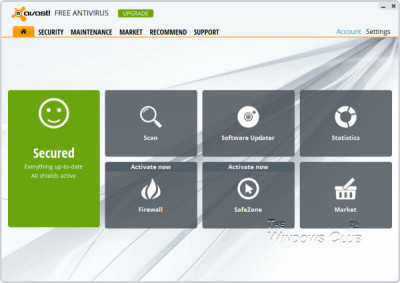 avast! FREE ANTIVIRUS UPGRADE
SECURITY MAINTENANCE MARKET RECOMMEND SUPPORT Account Settings
Secured
Everything up-to-date
All shields active
Scan
Software Updater
Statistics
Activate now
Firewall
Activate now
SafeZone
Market
THE WINDOWS CLUB